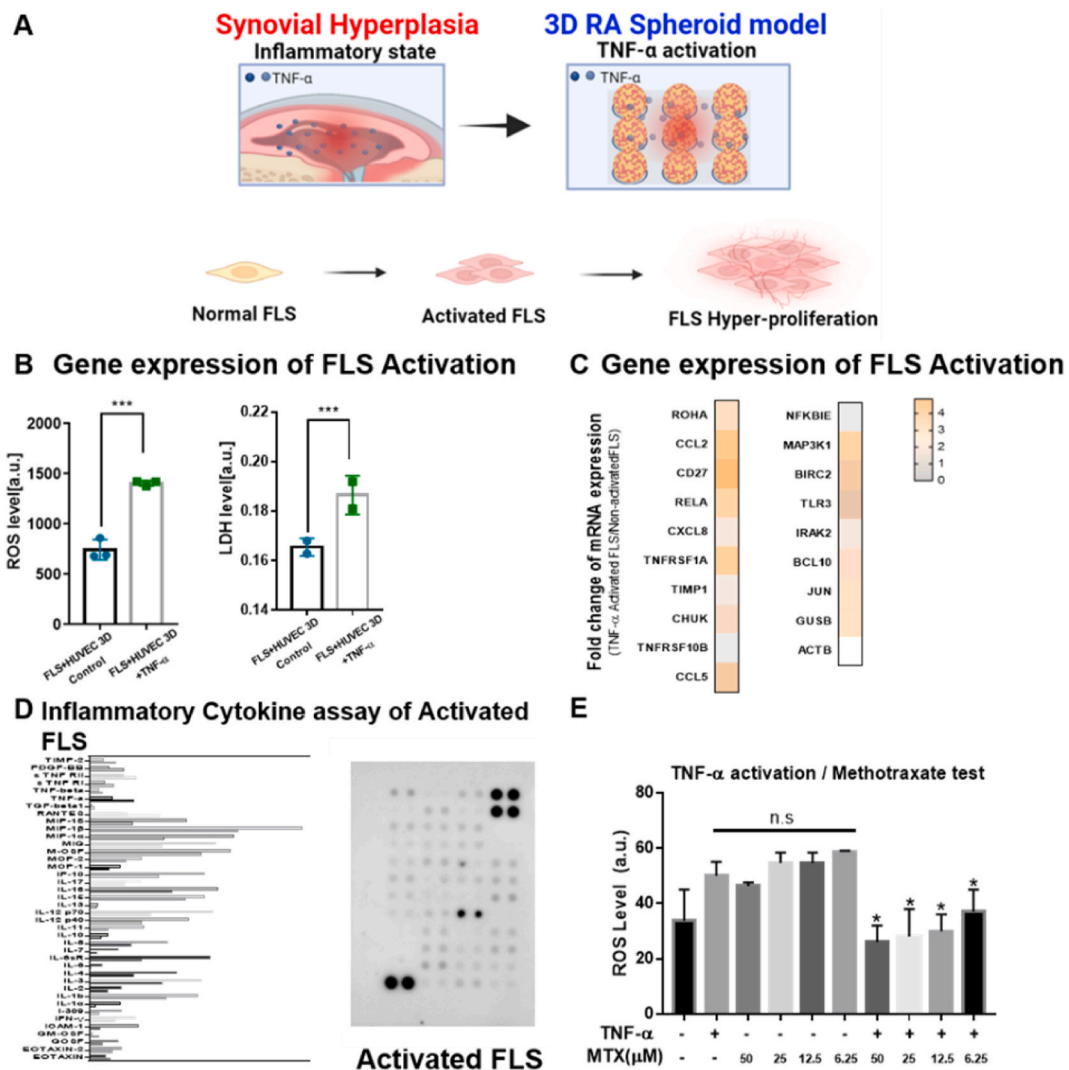 A
Synovial Hyperplasia
Inflammatory state
TNF-α
3D RA Spheroid model
TNF-α activation
TNF-α
Normal FLS
Activated FLS
FLS Hyper-proliferation
B Gene expression of FLS Activation
ROS level[a.u.]
2000
1500
1000
500
0
***
FLS+HUVEC 3D
Control
FLS+HUVEC 3D
+TNF-α
LDH level[a.u.]
0.22
0.20
0.18
0.16
0.14
***
FLS+HUVEC 3D
Control
FLS+HUVEC 3D
+TNF-α
C Gene expression of FLS Activation
Fold change of mRNA expression
(TNF-α Activated FLS/Non-activatedFLS)
ROHA
CCL2
CD27
RELA
CXCL8
TNFRSF1A
TIMP1
CHUK
TNFRSF10B
CCL5
NFKBIE
MAP3K1
BIRC2
TLR3
IRAK2
BCL10
JUN
GUSB
ACTB
4
3
2
1
0
D Inflammatory Cytokine assay of Activated
FLS
TIMP-2
PDGF-BB
s TNF RII
s TNF RI
TNF-beta
TNF-a
TGF-beta1
RANTES
MIP-1δ
MIP-1β
MIP-1α
MIG
M-CSF
MCP-2
MCP-1
IP-10
IL-17
IL-16
IL-15
IL-13
IL-12 p70
IL-12 p40
IL-11
IL-10
IL-8
IL-7
IL-6sR
IL-6
IL-4
IL-3
IL-2
IL-1b
IL-1α
I-309
IFN-γ
ICAM-1
GM-CSF
GCSF
EOTAXIN-2
EOTAXIN
Activated FLS
E
TNF-α activation / Methotraxate test
ROS Level (a.u.)
80
60
40
20
0
n.s
* * * *
TNF-α - + - - - - + + + +
MTX(μM) - - 50 25 12.5 6.25 50 25 12.5 6.25